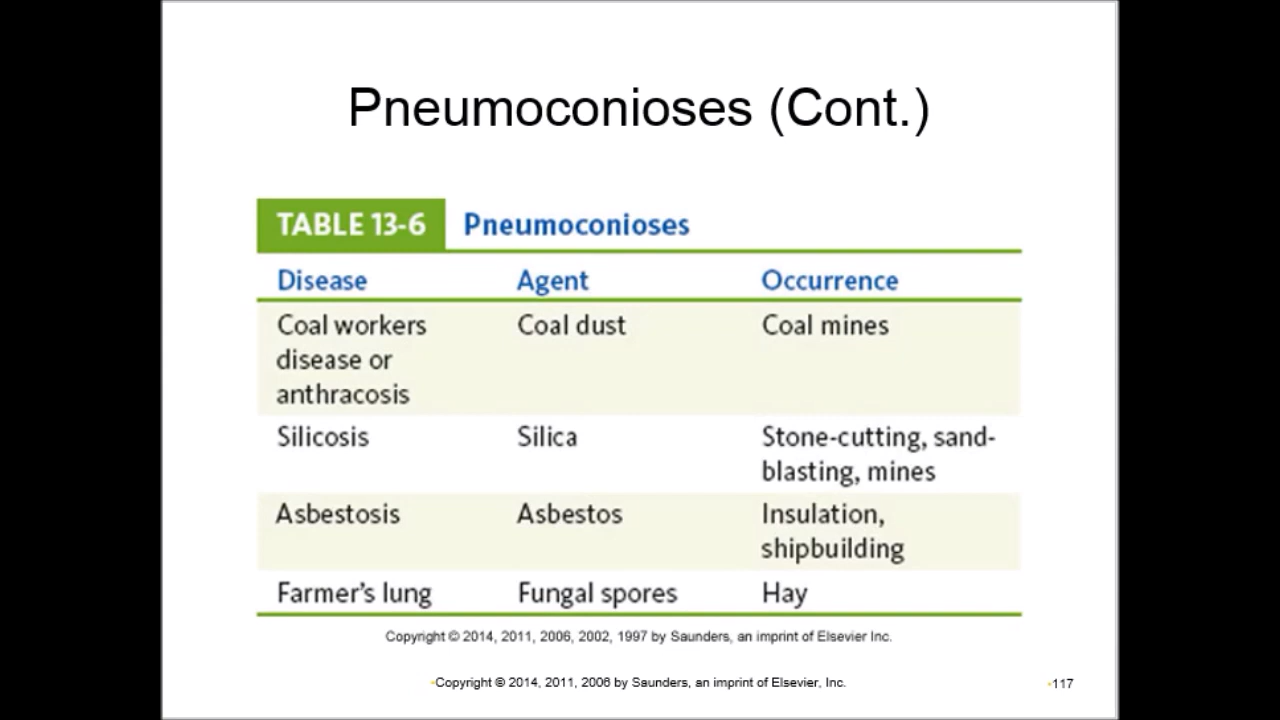 Pneumoconioses (Cont.)
TABLE 13-6 Pneumoconioses
Disease Agent Occurrence
Coal workers disease or anthracosis Coal dust Coal mines
Silicosis Silica Stone-cutting, sand-blasting, mines
Asbestosis Asbestos Insulation, shipbuilding
Farmer's lung Fungal spores Hay
Copyright © 2014, 2011, 2006, 2002, 1997 by Saunders, an imprint of Elsevier Inc.
•Copyright © 2014, 2011, 2006 by Saunders, an imprint of Elsevier, Inc.
•117